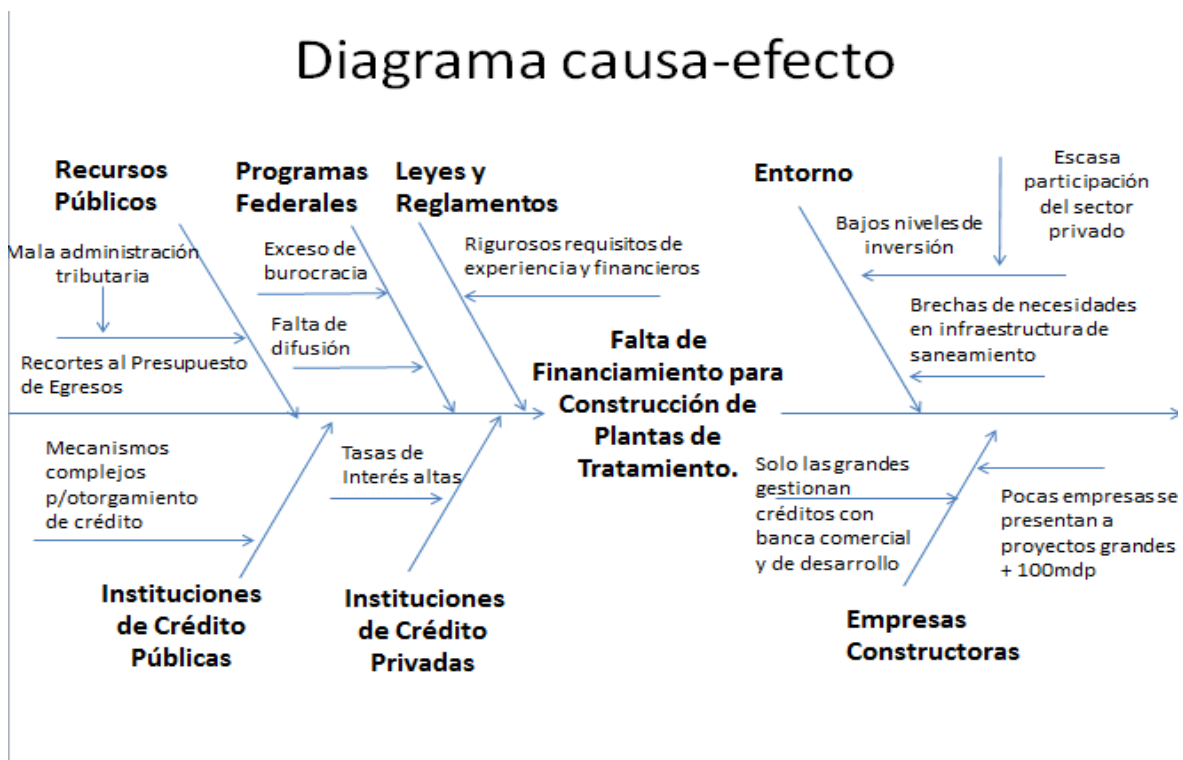 Diagrama causa-efecto
Recursos
Públicos
Programas
Federales
Leyes y
Reglamentos
Entorno
Escasa
participación
del sector
privado
Mala administración
tributaria
Exceso de
burocracia
Rigurosos requisitos de
experiencia y financieros
Bajos niveles de
inversión
Recortes al Presupuesto
de Egresos
Falta de
difusión
Falta de
Financiamiento para
Construcción de
Plantas de
Tratamiento.
Brechas de necesidades
en infraestructura de
saneamiento
Mecanismos
complejos
p/otorgamiento
de crédito
Tasas de
Interés altas
Solo las grandes
gestionan
créditos con
banca comercial
y de desarrollo
Pocas empresas se
presentan a
proyectos grandes
+ 100mdp
Instituciones
de Crédito
Públicas
Instituciones
de Crédito
Privadas
Empresas
Constructoras